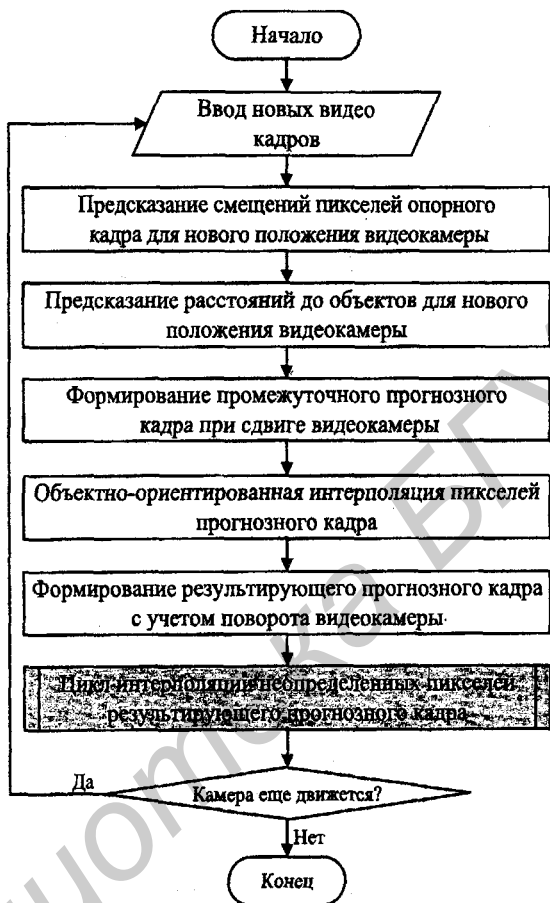 Начало
Ввод новых видео
кадров
Предсказание смещений пикселей опорного
кадра для нового положения видеокамеры
Предсказание расстояний до объектов для нового
положения видеокамеры
Формирование промежуточного прогнозного
кадра при сдвиге видеокамеры
Объектно-ориентированная интерполяция пикселей
прогнозного кадра
Формирование результирующего прогнозного кадра
с учетом поворота видеокамеры
Цикл интерполяции неопределенных пикселей
результирующего прогнозного кадра
Да
Камера еще движется?
Нет
Конец